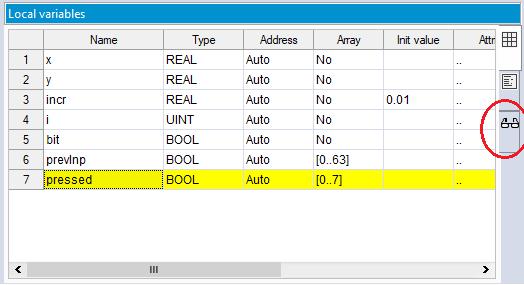 Local variables
Name Type Address Array Init value Attr
1 x REAL Auto No ..
2 y REAL Auto No ..
3 incr REAL Auto No 0.01 ..
4 i UINT Auto No ..
5 bit BOOL Auto No ..
6 prevInp BOOL Auto [0..63] ..
7 pressed BOOL Auto [0..7] ..